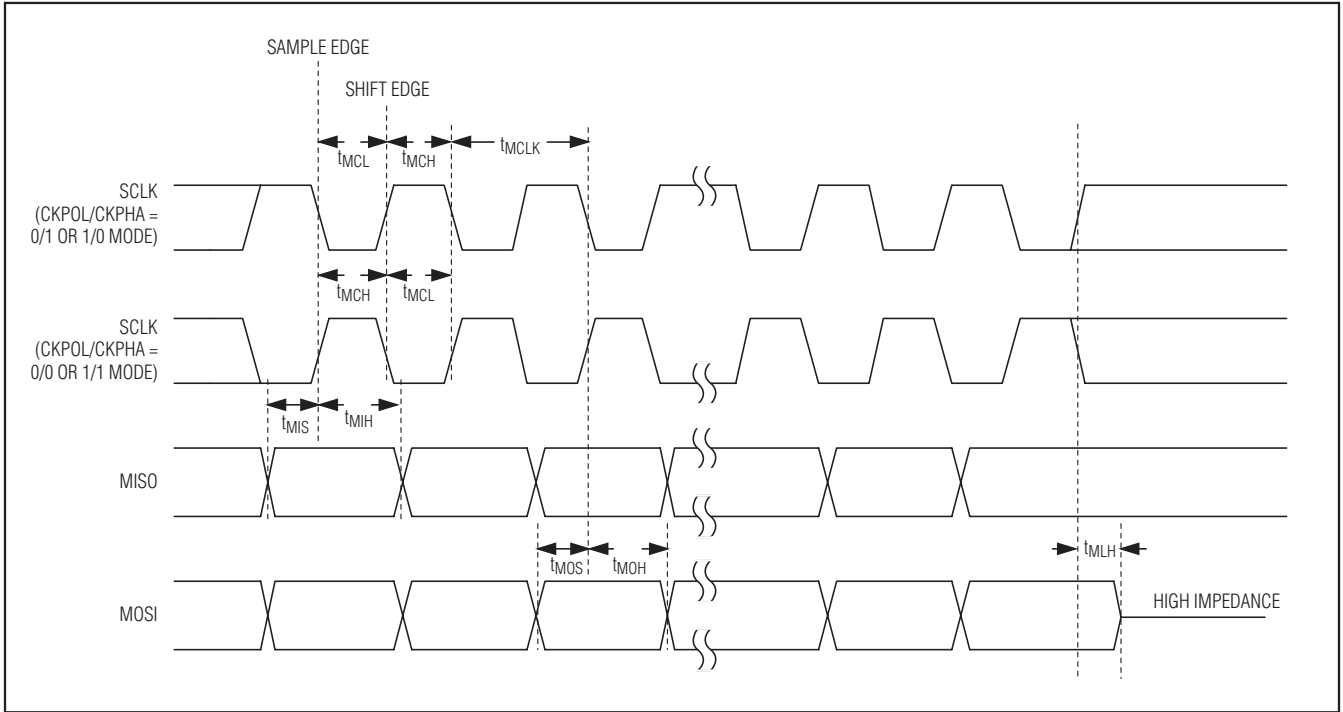 SAMPLE EDGE
SHIFT EDGE
tMCL
tMCH
tMCLK
SCLK
(CKPOL/CKPHA =
0/1 OR 1/0 MODE)
tMCH
tMCL
SCLK
(CKPOL/CKPHA =
0/0 OR 1/1 MODE)
tMIS
tMIH
MISO
tMOS
tMOH
tMLH
MOSI
HIGH IMPEDANCE